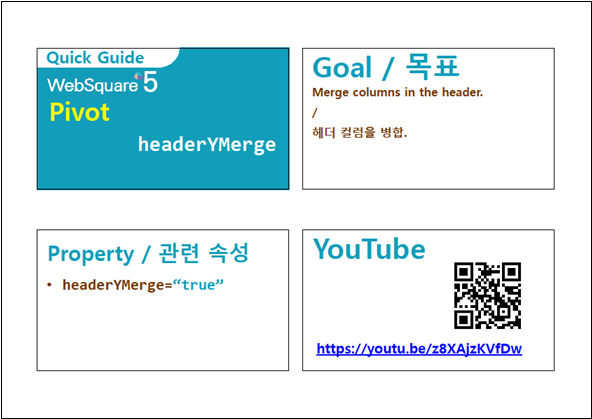 Quick Guide
WebSquare 5
Pivot
headerYMerge
Goal / 목표
Merge columns in the header.
/
헤더 컬럼을 병합.
Property / 관련 속성
• headerYMerge=“true”
YouTube
https://youtu.be/z8XAjzKVfDw